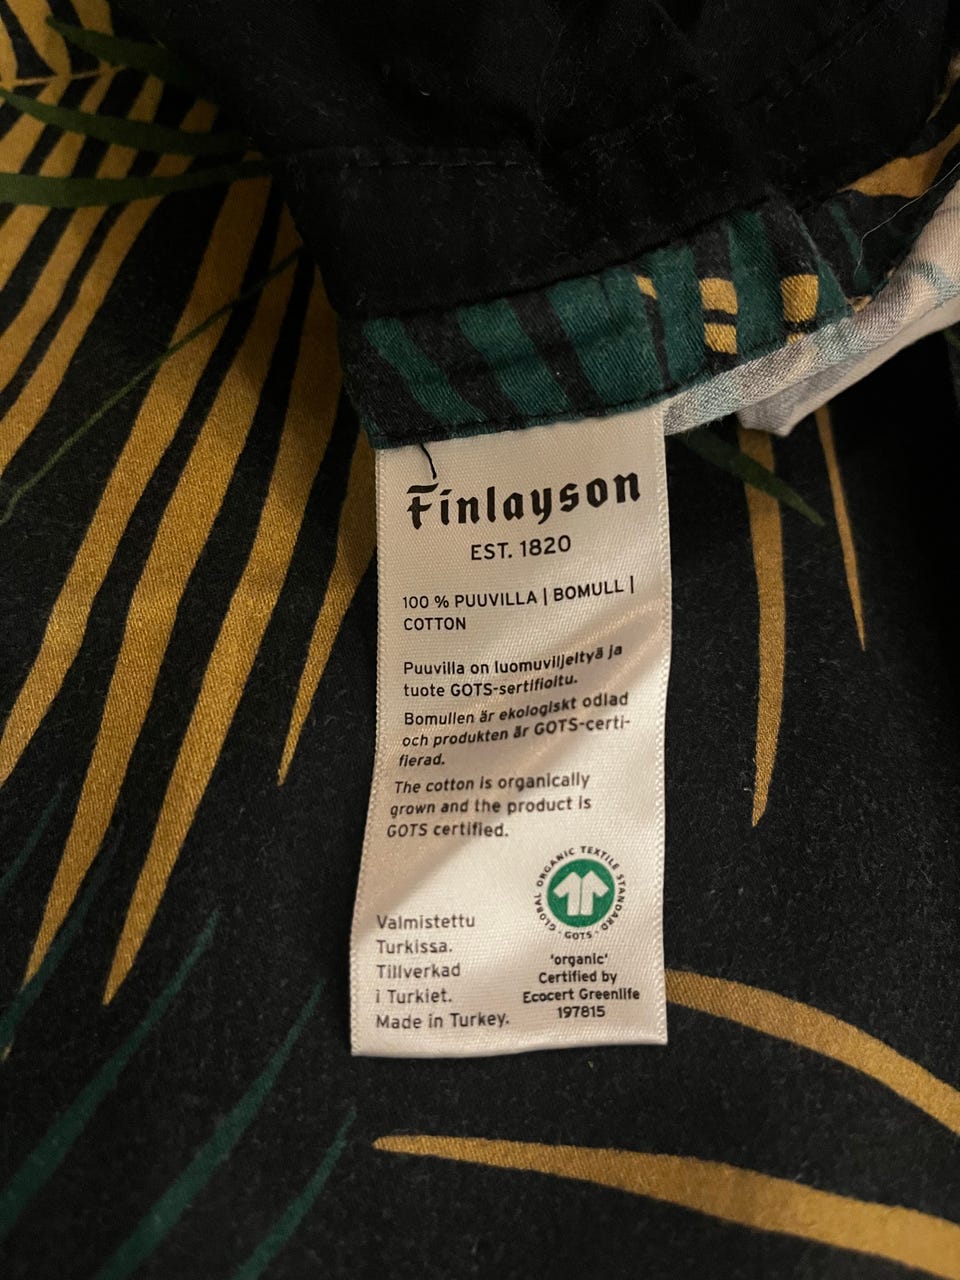 Finlayson
EST. 1820
100 % PUUVILLA | BOMULL |
COTTON
Puuvilla on luomuviljeltyä ja
tuote GOTS-sertifioitu.
Bomullen är ekologiskt odlad
och produkten är GOTS-certi-
fierad.
The cotton is organically
grown and the product is
GOTS certified.
GLOBAL ORGANIC TEXTILE STANDARD
· GOTS ·
'organic'
Certified by
Ecocert Greenlife
197815
Valmistettu
Turkissa.
Tillverkad
i Turkiet.
Made in Turkey.